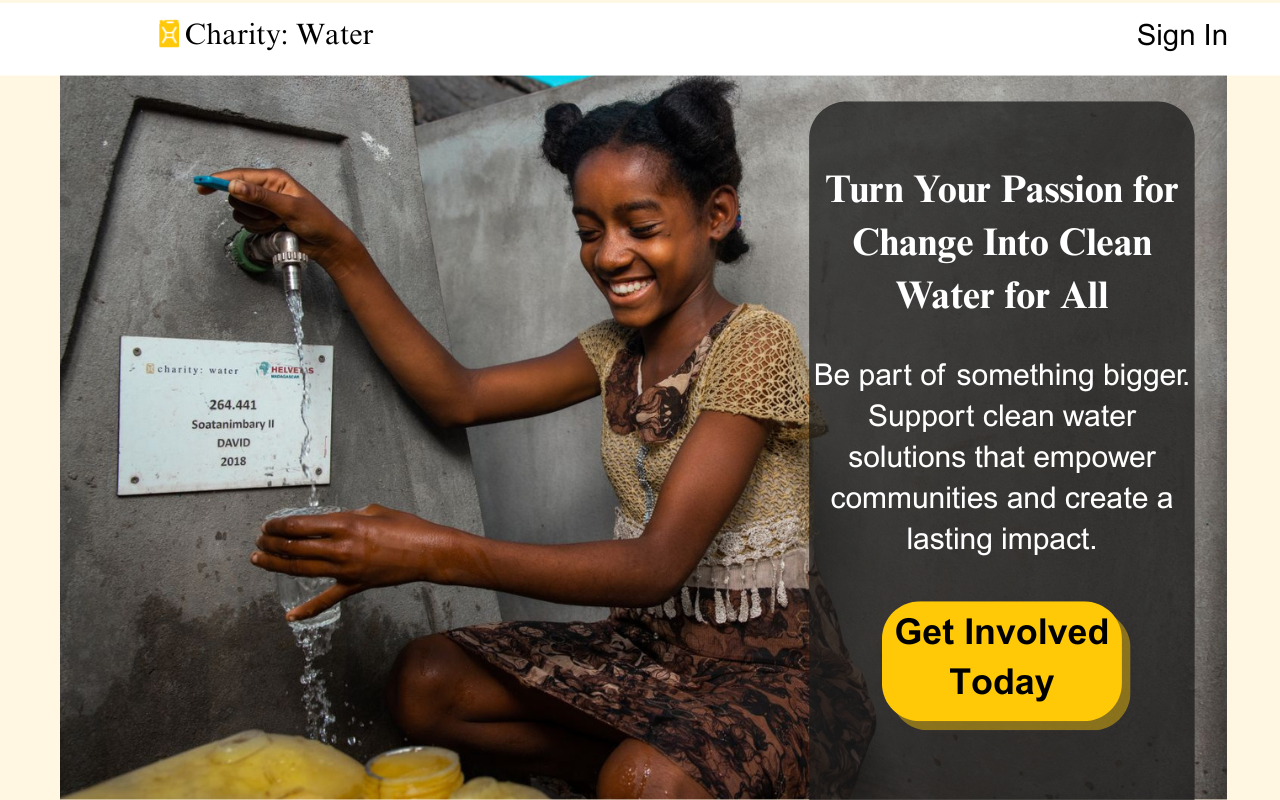 Charity: Water
Sign In
Turn Your Passion for
Change Into Clean
Water for All
Be part of something bigger.
Support clean water
solutions that empower
communities and create a
lasting impact.
Get Involved
Today
charity: water
HELVETAS
MADAGASCAR
264.441
Soatanimbary II
DAVID
2018